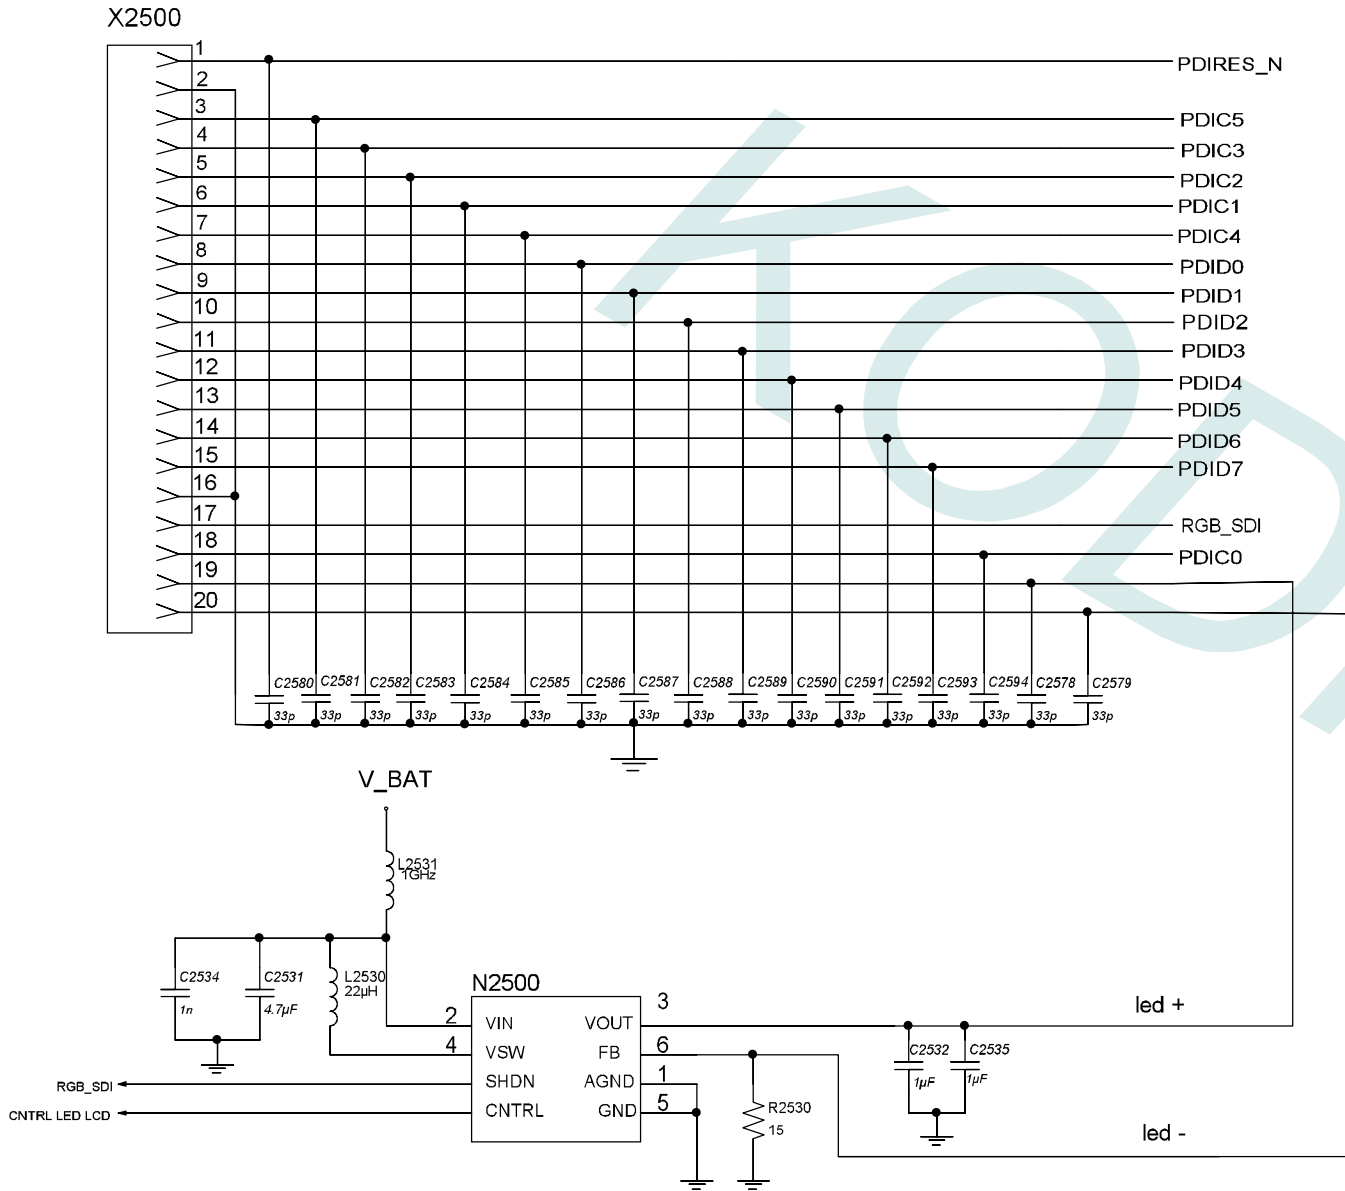 X2500
1
PDIRES_N
2
3
PDIC5
4
PDIC3
5
PDIC2
6
PDIC1
7
PDIC4
8
PDID0
9
PDID1
10
PDID2
11
PDID3
12
PDID4
13
PDID5
14
PDID6
15
PDID7
16
17
RGB_SDI
18
PDIC0
19
20
C2580 C2581 C2582 C2583 C2584 C2585 C2586 C2587 C2588 C2589 C2590 C2591 C2592 C2593 C2594 C2578 C2579
33p 33p 33p 33p 33p 33p 33p 33p 33p 33p 33p 33p 33p 33p 33p 33p 33p
V_BAT
L2531
1GHz
C2534
1n
C2531
4.7µF
L2530
22µH
N2500
2 VIN VOUT 3
4 VSW FB 6
SHDN AGND 1
CNTRL GND 5
RGB_SDI
CNTRL LED LCD
R2530
15
C2532
1µF
C2535
1µF
led +
led -
KOD